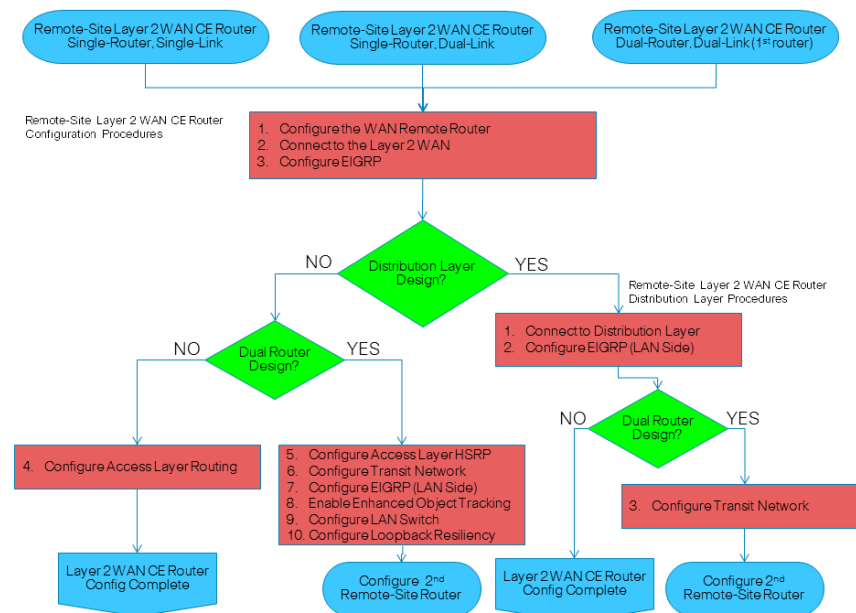 Remote-Site Layer 2 WAN CE Router
Single-Router, Single-Link
Remote-Site Layer 2 WAN CE Router
Single-Router, Dual-Link
Remote-Site Layer 2 WAN CE Router
Dual-Router, Dual-Link (1st router)
Remote-Site Layer 2 WAN CE Router
Configuration Procedures
1. Configure the WAN Remote Router
2. Connect to the Layer 2 WAN
3. Configure EIGRP
Distribution Layer
Design?
NO
YES
Remote-Site Layer 2 WAN CE Router
Distribution Layer Procedures
1. Connect to Distribution Layer
2. Configure EIGRP (LAN Side)
Dual Router
Design?
NO
YES
Dual Router
Design?
NO
YES
4. Configure Access Layer Routing
5. Configure Access Layer HSRP
6. Configure Transit Network
7. Configure EIGRP (LAN Side)
8. Enable Enhanced Object Tracking
9. Configure LAN Switch
10. Configure Loopback Resiliency
3. Configure Transit Network
Layer 2 WAN CE Router
Config Complete
Configure 2nd
Remote-Site Router
Layer 2 WAN CE Router
Config Complete
Configure 2nd
Remote-Site Router